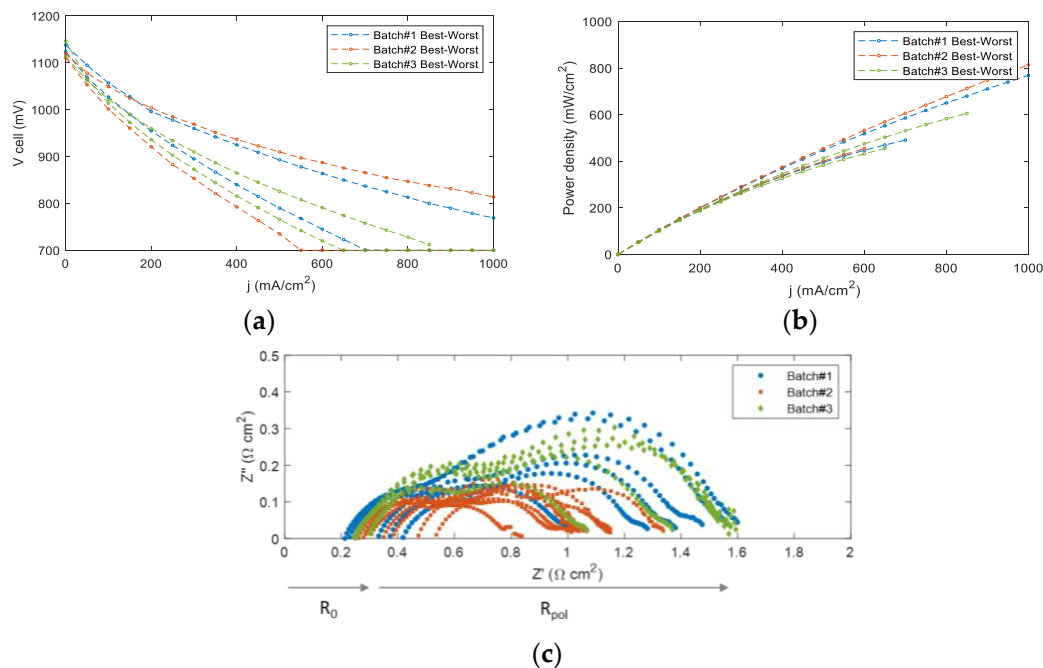 1200
1100
1000
900
800
700
V cell (mV)
0
200
400
600
800
1000
j (mA/cm²)
Batch#1 Best-Worst
Batch#2 Best-Worst
Batch#3 Best-Worst
(a)
1000
800
600
400
200
0
Power density (mW/cm²)
0
200
400
600
800
1000
j (mA/cm²)
Batch#1 Best-Worst
Batch#2 Best-Worst
Batch#3 Best-Worst
(b)
0.5
0.4
0.3
0.2
0.1
0
Z'' (Ω cm²)
0
0.2
0.4
0.6
0.8
1
1.2
1.4
1.6
1.8
2
Z' (Ω cm²)
Batch#1
Batch#2
Batch#3
R₀
Rpol
(c)